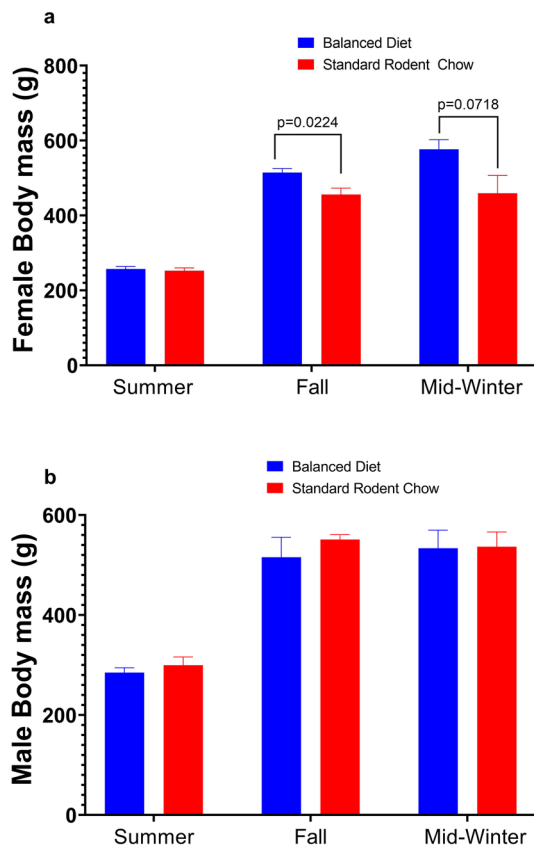 a
Balanced Diet
Standard Rodent Chow
Female Body mass (g)
800
600
400
200
0
p=0.0224
p=0.0718
Summer Fall Mid-Winter
b
Balanced Diet
Standard Rodent Chow
Male Body mass (g)
600
400
200
0
Summer Fall Mid-Winter